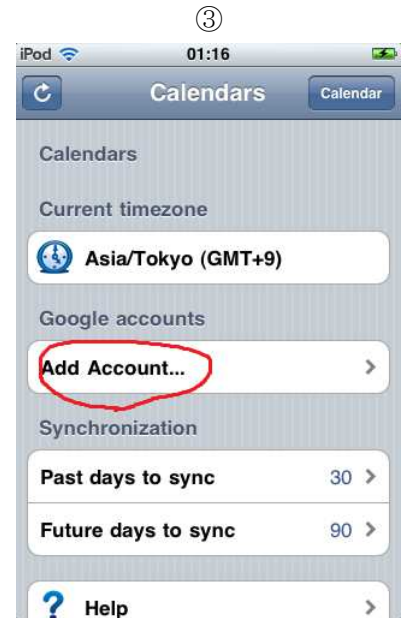 ③
iPod 01:16
Calendars Calendar
Calendars
Current timezone
Asia/Tokyo (GMT+9)
Google accounts
Add Account...
Synchronization
Past days to sync 30
Future days to sync 90
? Help